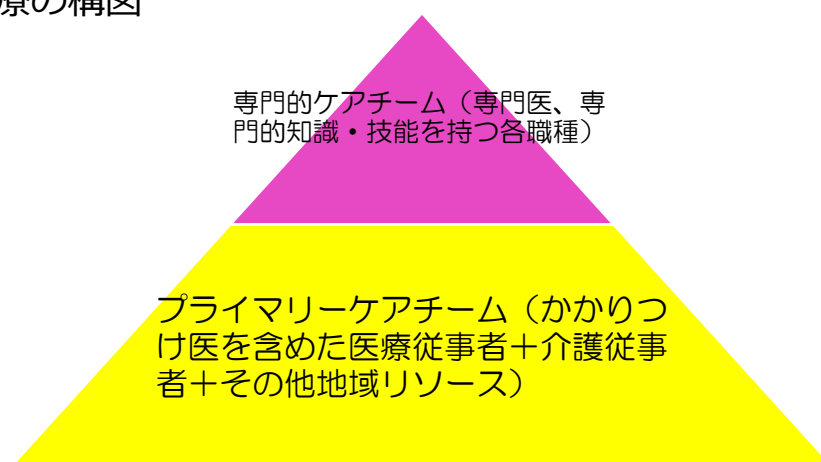 療の構図
専門的ケアチーム（専門医、専
門的知識・技能を持つ各職種）
プライマリーケアチーム（かかりつ
け医を含めた医療従事者＋介護従事
者＋その他地域リソース）